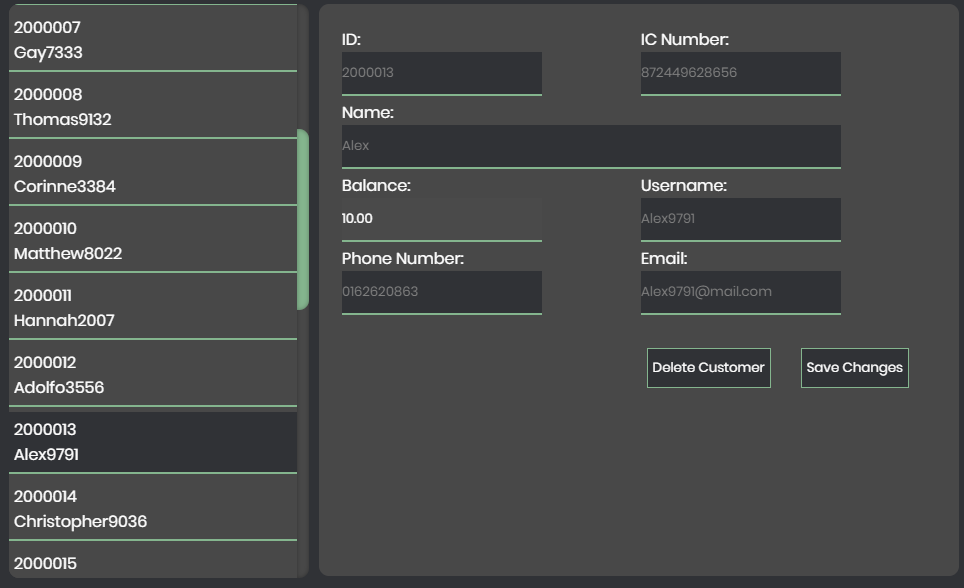 2000007
Gay7333
2000008
Thomas9132
2000009
Corinne3384
2000010
Matthew8022
2000011
Hannah2007
2000012
Adolfo3556
2000013
Alex9791
2000014
Christopher9036
2000015
ID: IC Number:
2000013 872449628656
Name:
Alex
Balance: Username:
10.00 Alex9791
Phone Number: Email:
0162620863 Alex9791@mail.com
Delete Customer Save Changes